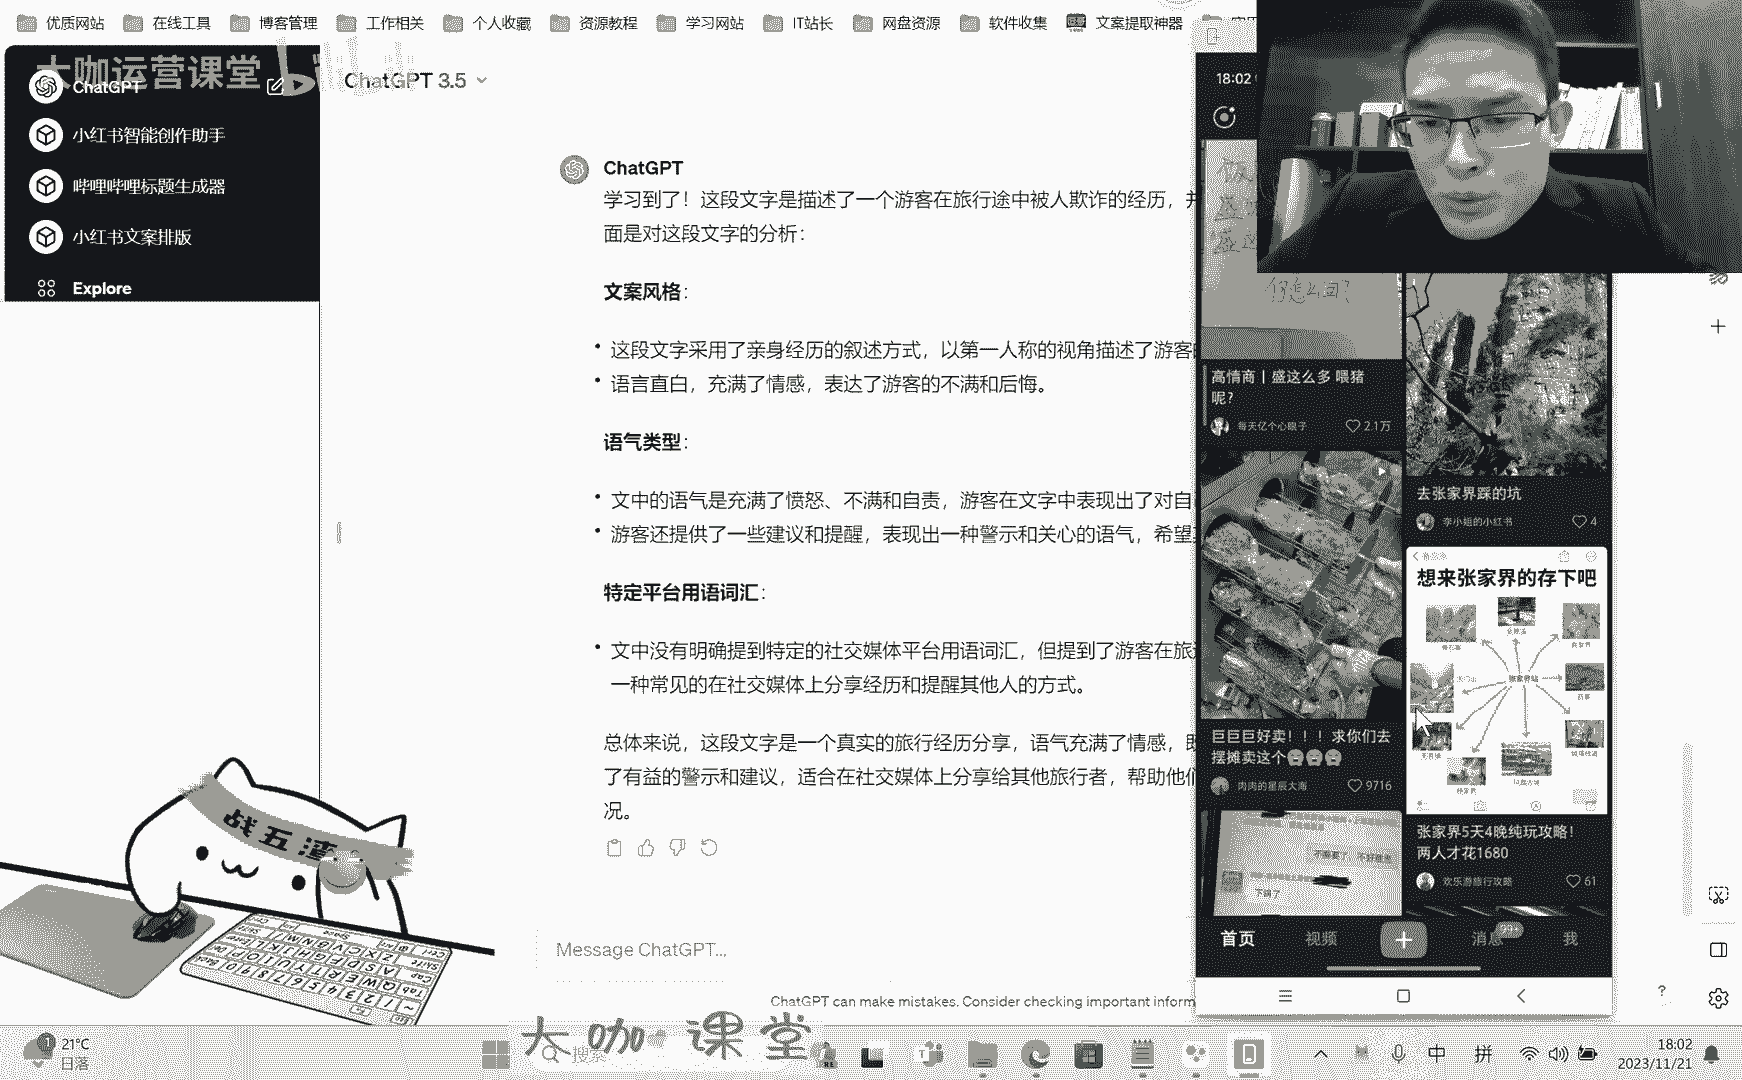 优质网站 在线工具 博客管理 工作相关 个人收藏 资源教程 学习网站 IT站长 网盘资源 软件收集 文案提取神器
大咖运营课堂
ChatGPT
小红书智能创作助手
哔哩哔哩标题生成器
小红书文案排版
Explore
ChatGPT 3.5
ChatGPT
学习到了！这段文字是描述了一个游客在旅行途中被人欺诈的经历，
面是对这段文字的分析：
文案风格：
这段文字采用了亲身经历的叙述方式，以第一人称的视角描述了游客
语言直白，充满了情感，表达了游客的不满和后悔。
语气类型：
文中的语气是充满了愤怒、不满和自责，游客在文字中表现出了对自
游客还提供了一些建议和提醒，表现出一种警示和关心的语气，希望
特定平台用语词汇：
文中没有明确提到特定的社交媒体平台用语词汇，但提到了游客在旅
一种常见的在社交媒体上分享经历和提醒其他人的方式。
总体来说，这段文字是一个真实的旅行经历分享，语气充满了情感，
了有益的警示和建议，适合在社交媒体上分享给其他旅行者，帮助他
况。
Message ChatGPT...
ChatGPT can make mistakes. Consider checking important inform
18:02
你怎么回?
高情商 | 盛这么多 喂猪
呢?
每天亿个心眼子 2.1万
去张家界踩的坑
李小姐的小红书 4
巨巨巨好卖！！！求你们去
摆摊卖这个
肉肉的星辰大海 9716
想来张家界的存下吧
张家界站
张家界5天4晚纯玩攻略！
两人才花1680
欢乐游旅行攻略 61
首页 视频 消息 99+ 我
战五渣
大咖课堂
21°C
日落
搜索
中 拼
18:02
2023/11/21